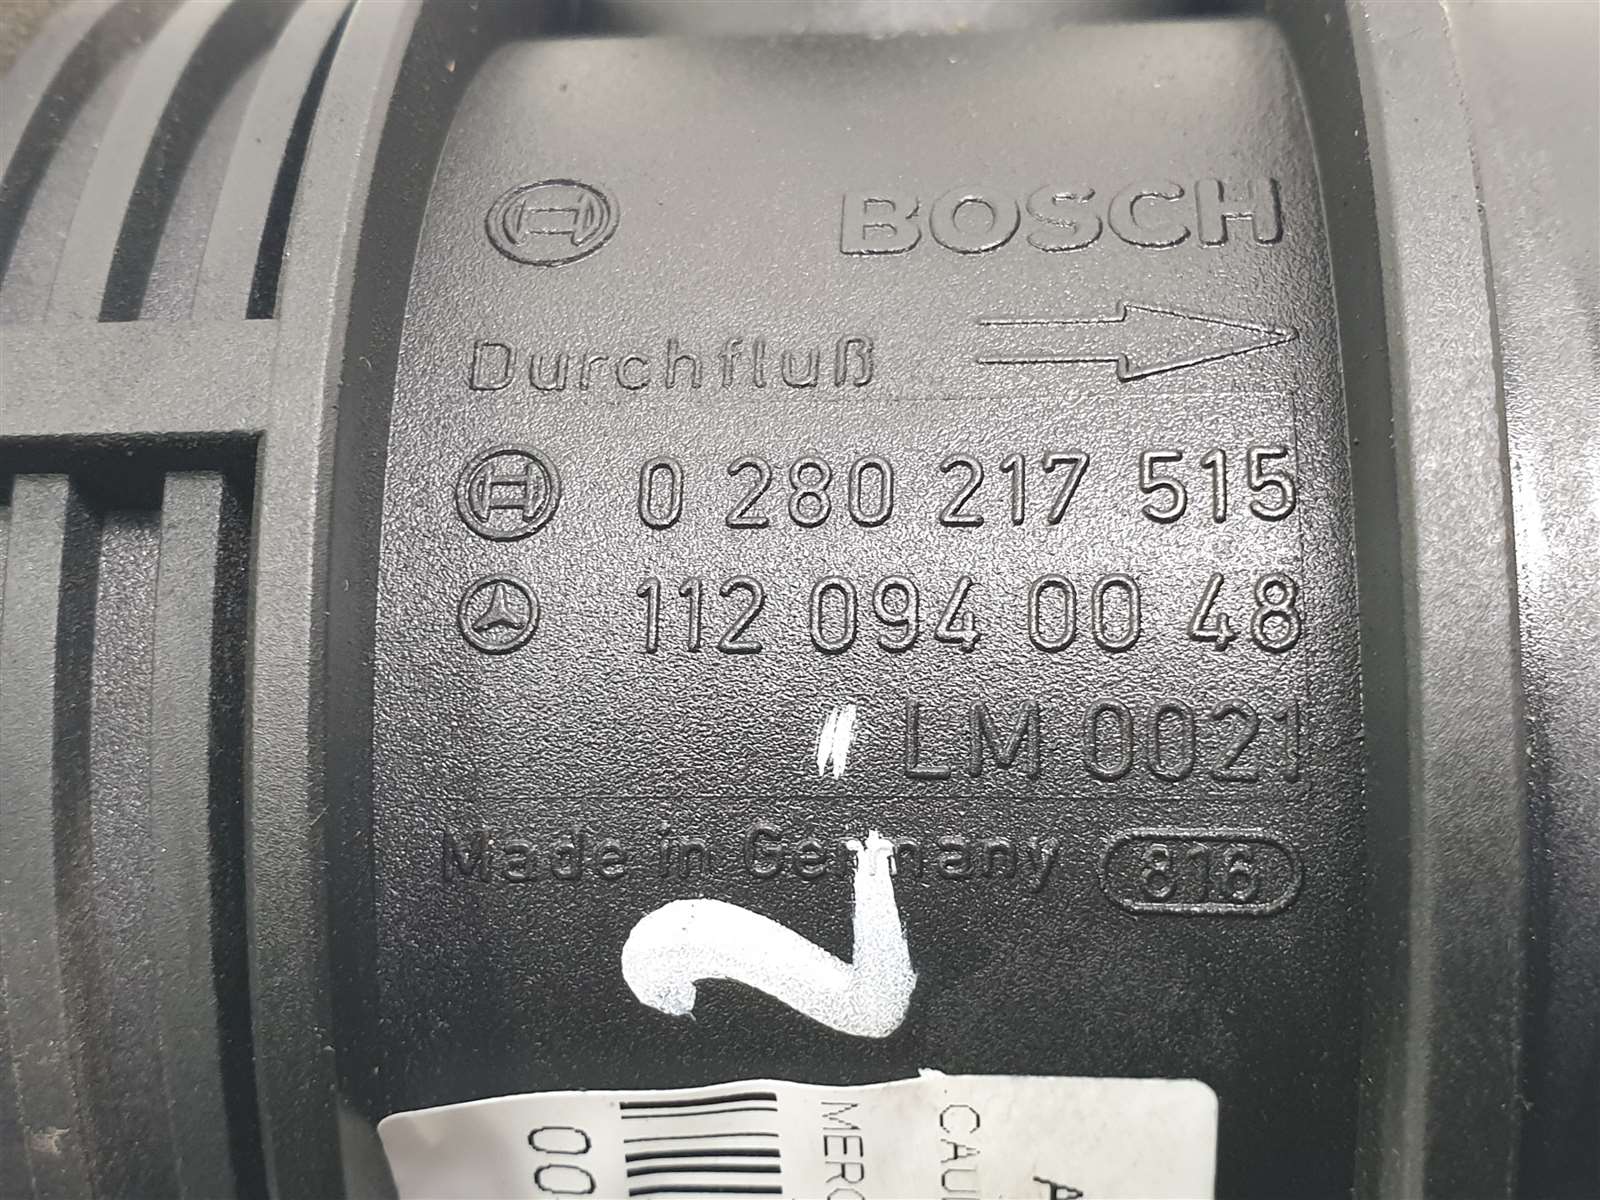 BOSCH
Durchfluß
0 280 217 515
112 094 00 48
LM 0021
Made in Germany 816
2